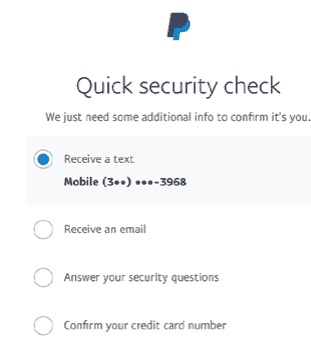 Quick security check
We just need some additional info to confirm it's you.
Receive a text
Mobile (3••) •••-3968
Receive an email
Answer your security questions
Confirm your credit card number